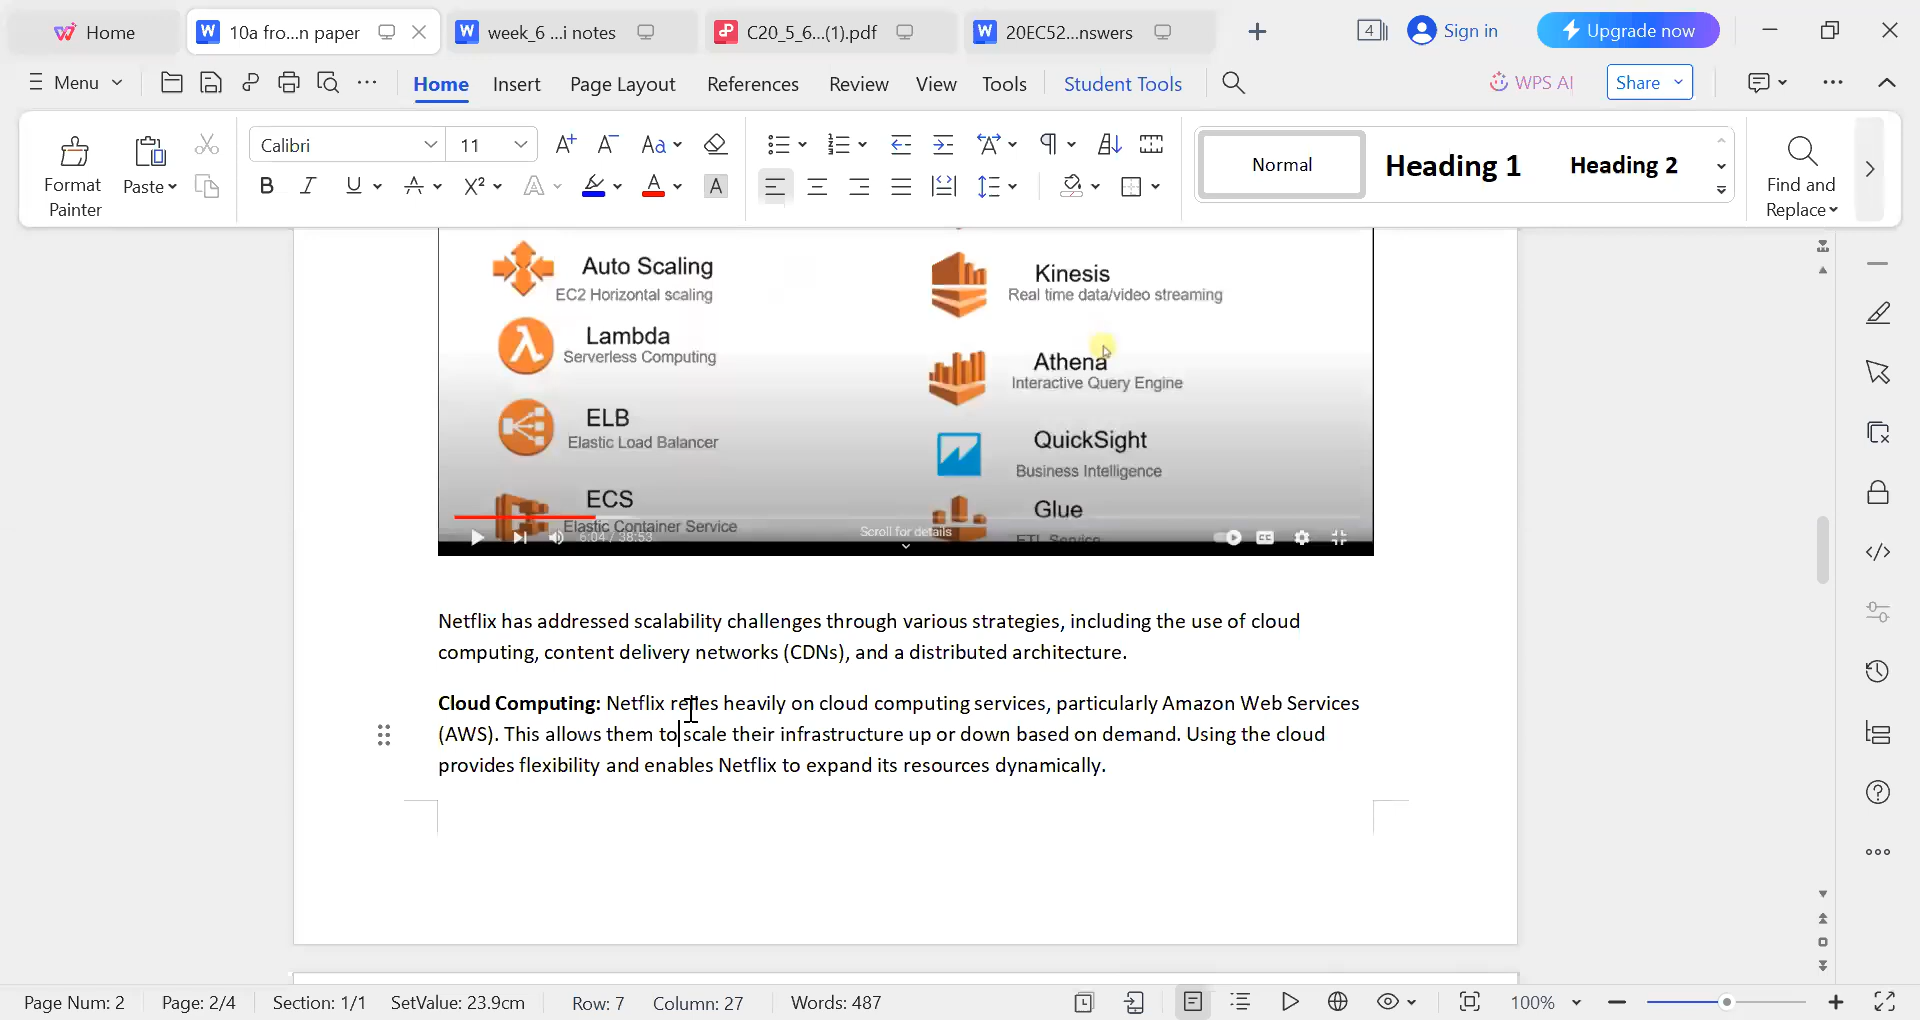 Home
10a fro...n paper
week_6 ...i notes
C20_5_6...(1).pdf
20EC52...nswers
4
Sign in
Upgrade now
Menu
Home
Insert
Page Layout
References
Review
View
Tools
Student Tools
WPS AI
Share
Format
Painter
Paste
Calibri
11
Normal
Heading 1
Heading 2
Find and
Replace
Auto Scaling
EC2 Horizontal scaling
Lambda
Serverless Computing
ELB
Elastic Load Balancer
ECS
Elastic Container Service
Kinesis
Real time data/video streaming
Athena
Interactive Query Engine
QuickSight
Business Intelligence
Glue
ETL Service
6:04 / 38:53
Scroll for details
Netflix has addressed scalability challenges through various strategies, including the use of cloud
computing, content delivery networks (CDNs), and a distributed architecture.
Cloud Computing: Netflix relies heavily on cloud computing services, particularly Amazon Web Services
(AWS). This allows them to scale their infrastructure up or down based on demand. Using the cloud
provides flexibility and enables Netflix to expand its resources dynamically.
Page Num: 2
Page: 2/4
Section: 1/1
SetValue: 23.9cm
Row: 7
Column: 27
Words: 487
100%